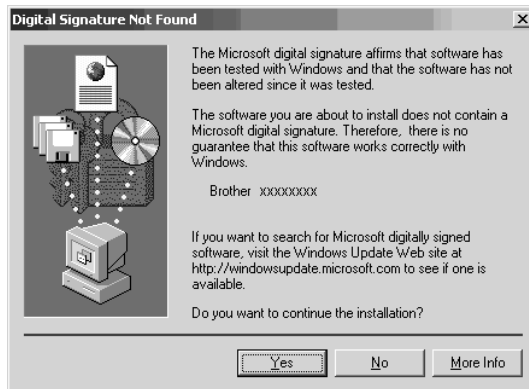 Digital Signature Not Found
The Microsoft digital signature affirms that software has
been tested with Windows and that the software has not
been altered since it was tested.
The software you are about to install does not contain a
Microsoft digital signature. Therefore, there is no
guarantee that this software works correctly with
Windows.
Brother xxxxxxxx
If you want to search for Microsoft digitally signed
software, visit the Windows Update Web site at
http://windowsupdate.microsoft.com to see if one is
available.
Do you want to continue the installation?
Yes No More Info